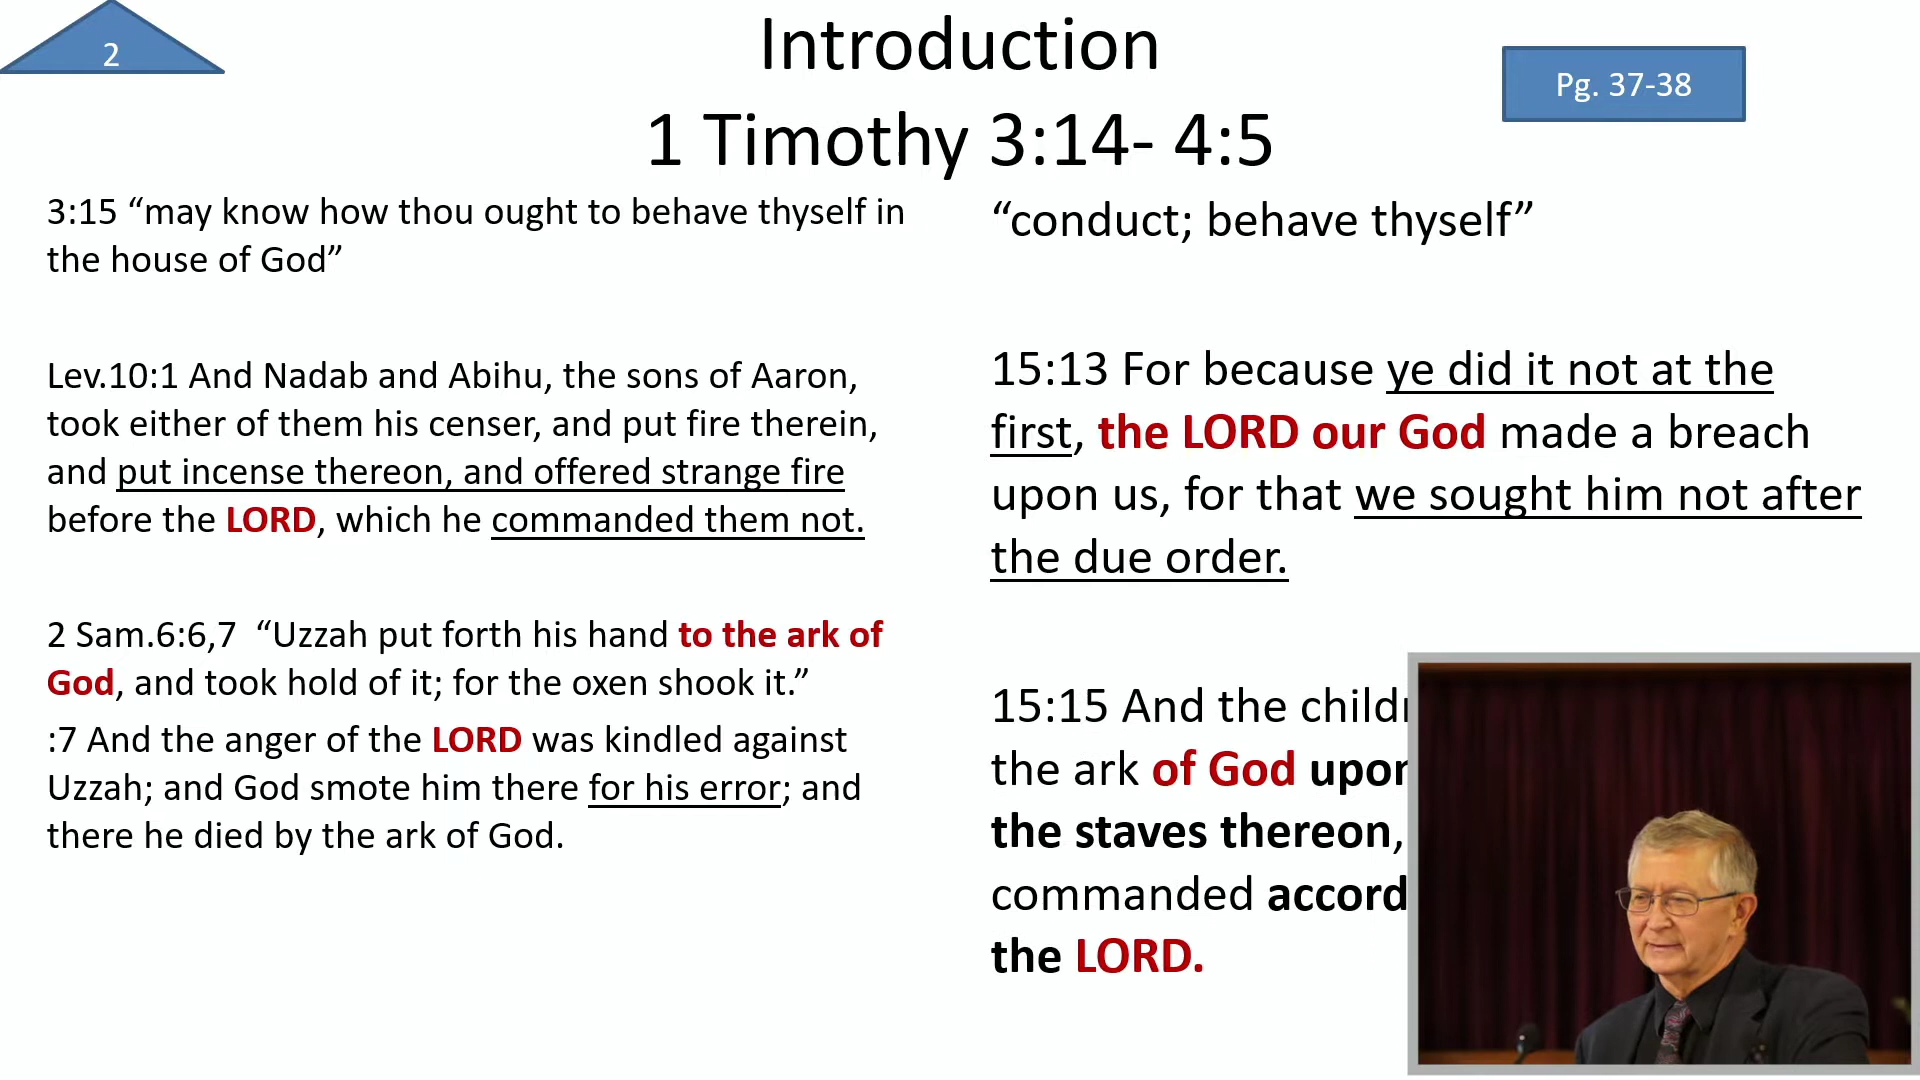 2
Introduction
1 Timothy 3:14- 4:5
Pg. 37-38
3:15 “may know how thou ought to behave thyself in
the house of God”
Lev.10:1 And Nadab and Abihu, the sons of Aaron,
took either of them his censer, and put fire therein,
and put incense thereon, and offered strange fire
before the LORD, which he commanded them not.
2 Sam.6:6,7 “Uzzah put forth his hand to the ark of
God, and took hold of it; for the oxen shook it.”
:7 And the anger of the LORD was kindled against
Uzzah; and God smote him there for his error; and
there he died by the ark of God.
“conduct; behave thyself”
15:13 For because ye did it not at the
first, the LORD our God made a breach
upon us, for that we sought him not after
the due order.
15:15 And the
the ark of God
the staves thereon,
commanded
the LORD.